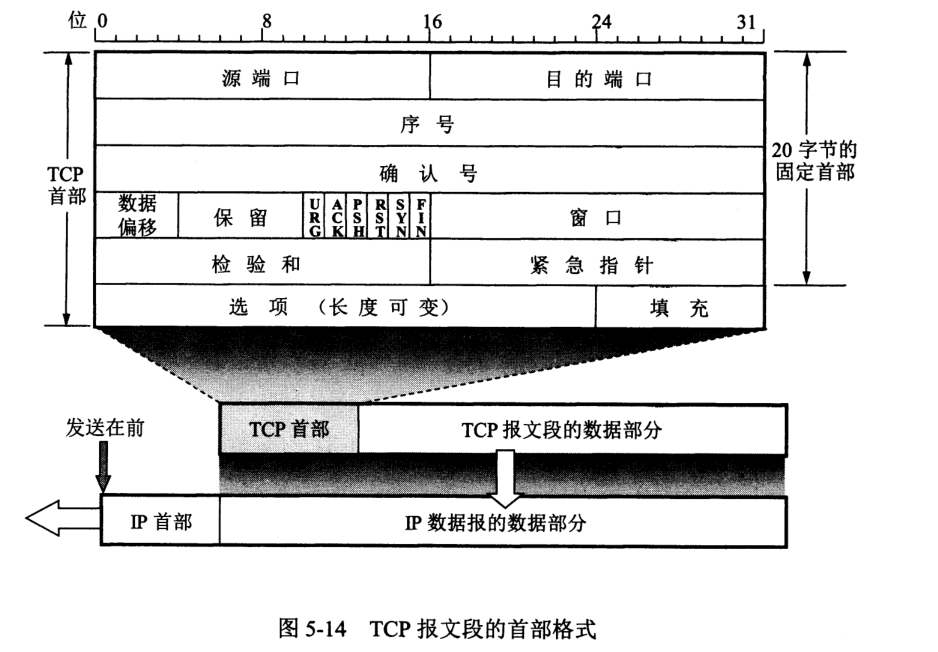 位 0 8 16 24 31
源端口 目的端口
序号
确认号
TCP
首部
20 字节的
固定首部
数据
偏移
保留
URG
ACK
PSH
RST
SYN
FIN
窗口
检验和 紧急指针
选项（长度可变） 填充
发送在前
TCP 首部 TCP 报文段的数据部分
IP 首部 IP 数据报的数据部分
图 5-14 TCP 报文段的首部格式